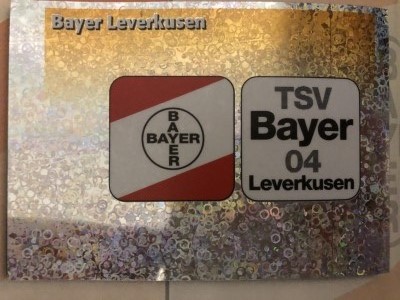 Bayer Leverkusen
BAYER
BAYER
TSV
Bayer
04
Leverkusen